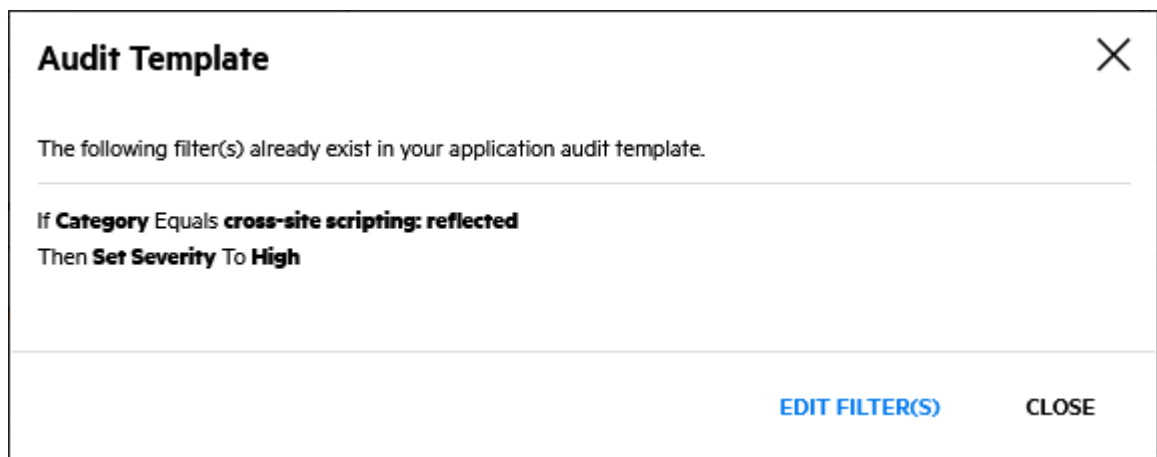 Audit Template
The following filter(s) already exist in your application audit template.
If Category Equals cross-site scripting: reflected
Then Set Severity To High
EDIT FILTER(S) CLOSE